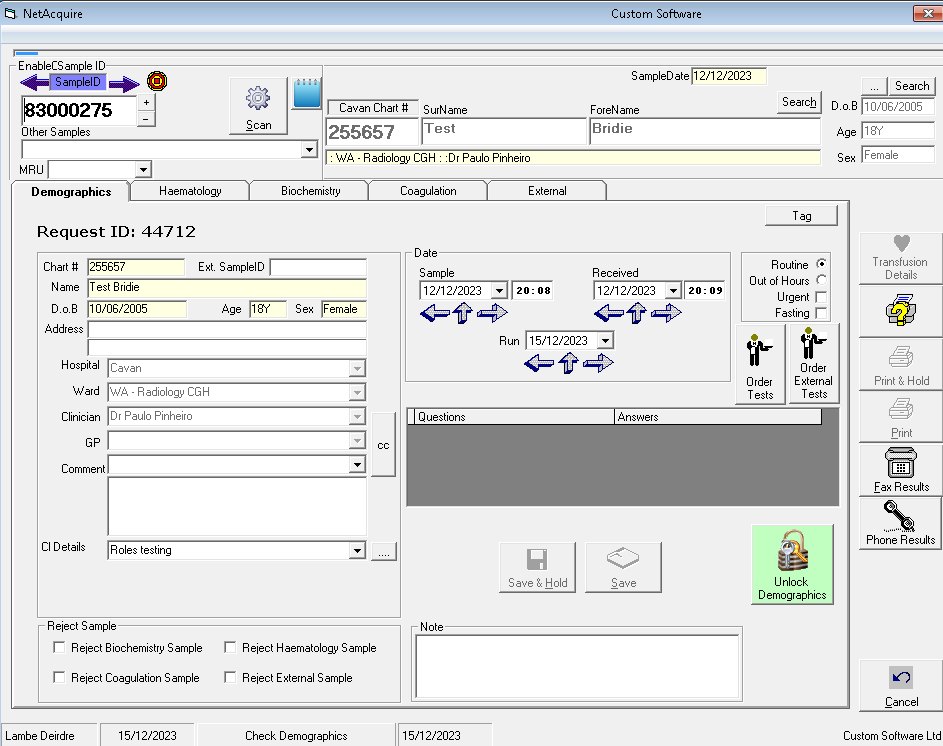 NetAcquire Custom Software
EnableCSample ID
SampleID
83000275
+
-
Other Samples
MRU
Scan
SampleDate 12/12/2023
Cavan Chart # SurName ForeName Search
255657 Test Bridie
: WA - Radiology CGH : :Dr Paulo Pinheiro
... Search
D.o.B 10/06/2005
Age 18Y
Sex Female
Demographics Haematology Biochemistry Coagulation External
Tag
Request ID: 44712
Chart # 255657 Ext. SampleID
Name Test Bridie
D.o.B 10/06/2005 Age 18Y Sex Female
Address
Hospital Cavan
Ward WA - Radiology CGH
Clinician Dr Paulo Pinheiro
GP
cc
Comment
Cl Details Roles testing ....
Date
Sample Received
12/12/2023 20:08 12/12/2023 20:09
Run 15/12/2023
Routine
Out of Hours
Urgent
Fasting
Order
Tests
Order
External
Tests
Questions Answers
Save & Hold Save
Unlock
Demographics
Reject Sample
Reject Biochemistry Sample Reject Haematology Sample
Reject Coagulation Sample Reject External Sample
Note
Transfusion
Details
Print & Hold
Print
Fax Results
Phone Results
Cancel
Lambe Deirdre 15/12/2023 Check Demographics 15/12/2023 Custom Software Ltd